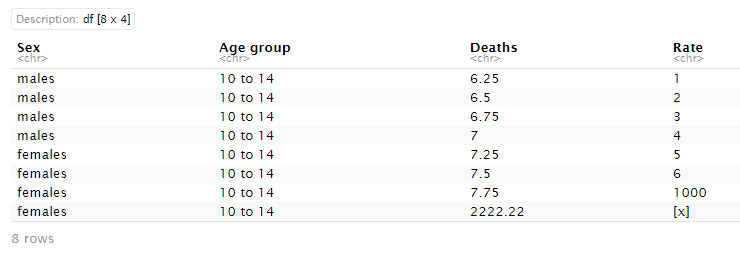 Description: df [8 x 4]
Sex Age group Deaths Rate
<chr> <chr> <chr> <chr>
males 10 to 14 6.25 1
males 10 to 14 6.5 2
males 10 to 14 6.75 3
males 10 to 14 7 4
females 10 to 14 7.25 5
females 10 to 14 7.5 6
females 10 to 14 7.75 1000
females 10 to 14 2222.22 [x]
8 rows